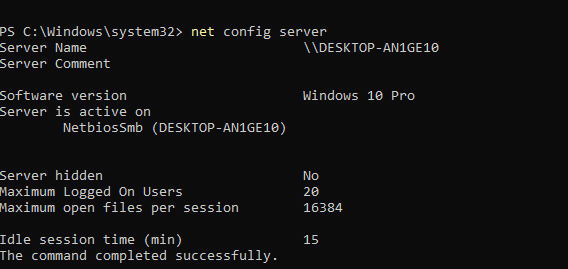 PS C:\Windows\system32> net config server
Server Name \\DESKTOP-AN1GE10
Server Comment
Software version Windows 10 Pro
Server is active on
NetbiosSmb (DESKTOP-AN1GE10)
Server hidden No
Maximum Logged On Users 20
Maximum open files per session 16384
Idle session time (min) 15
The command completed successfully.